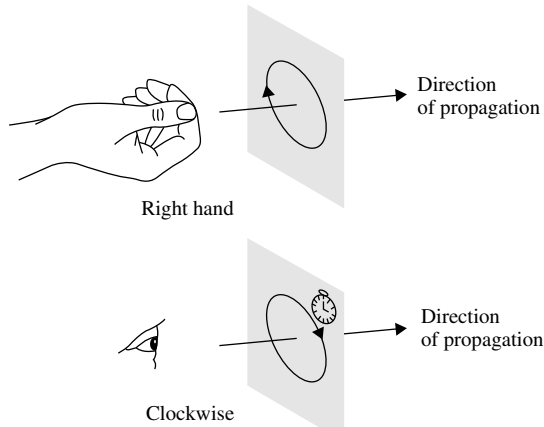 Direction
of propagation
Right hand
Direction
of propagation
Clockwise